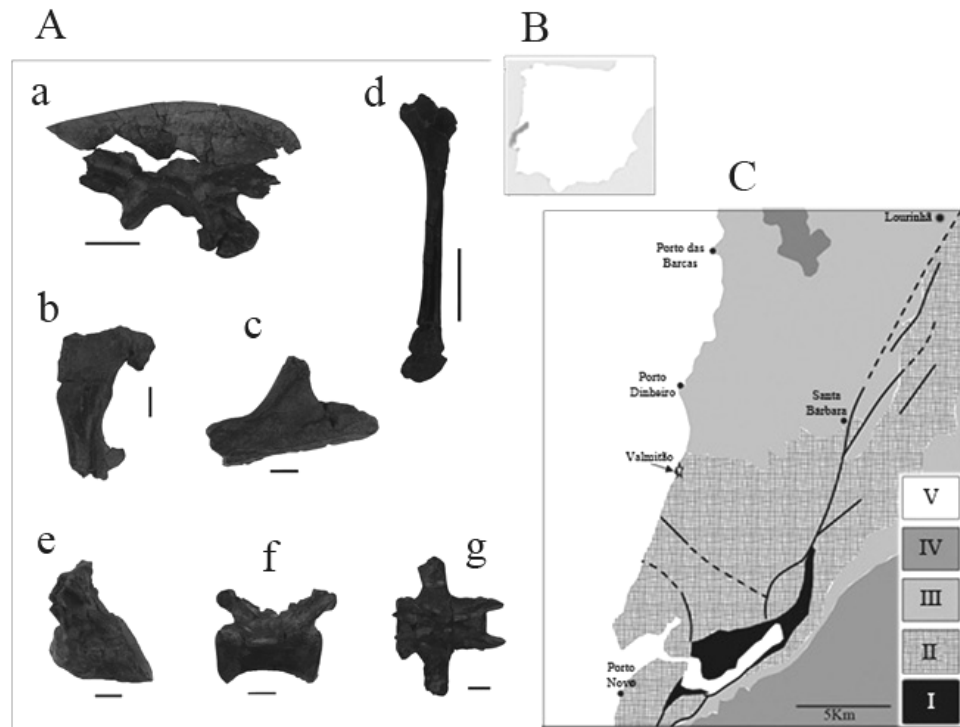 A
B
a
d
C
b
c
e
f
g
Lourinhã
Porto das
Barcas
Porto
Dinheiro
Santa
Bárbara
Valmitão
Porto
Novo
5Km
V
IV
III
II
I